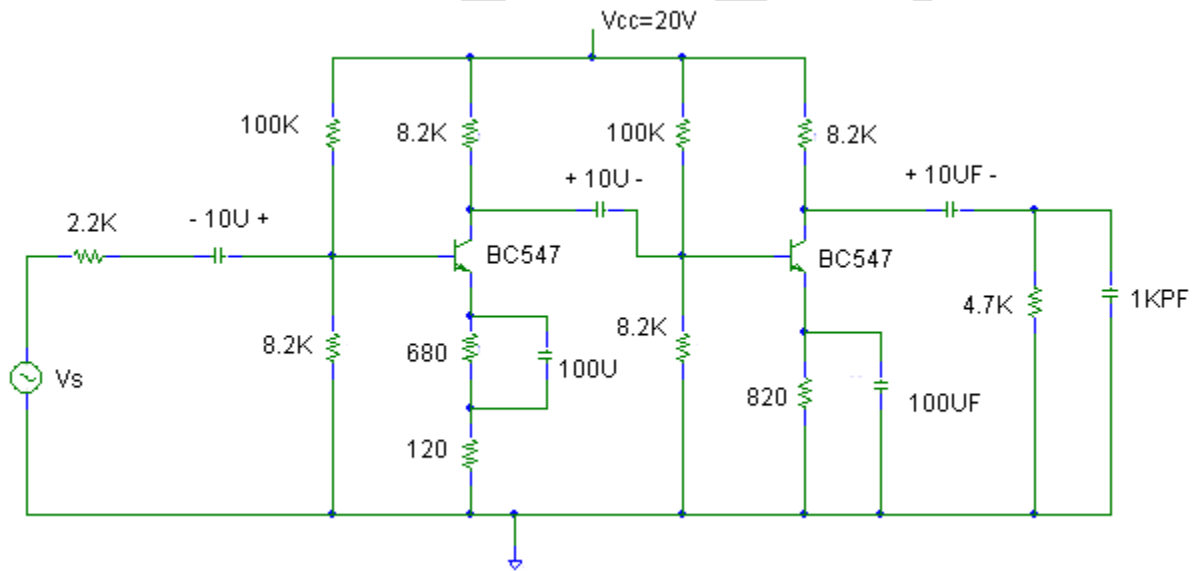 Vcc=20V
100K
8.2K
100K
8.2K
+ 10U -
+ 10UF -
2.2K
- 10U +
BC547
BC547
8.2K
680
100U
8.2K
4.7K
1KPF
Vs
820
100UF
120